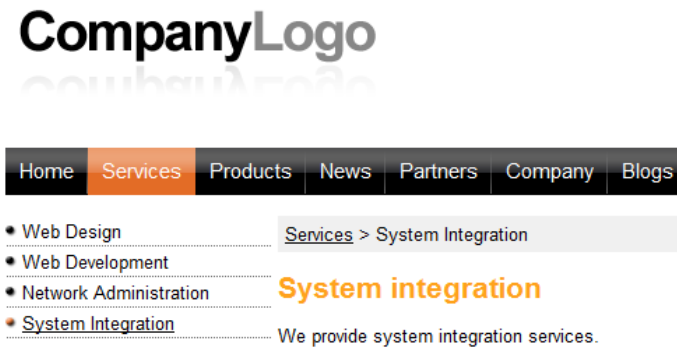 CompanyLogo
Home Services Products News Partners Company Blogs
Web Design
Web Development
Network Administration
System Integration
Services > System Integration
System integration
We provide system integration services.